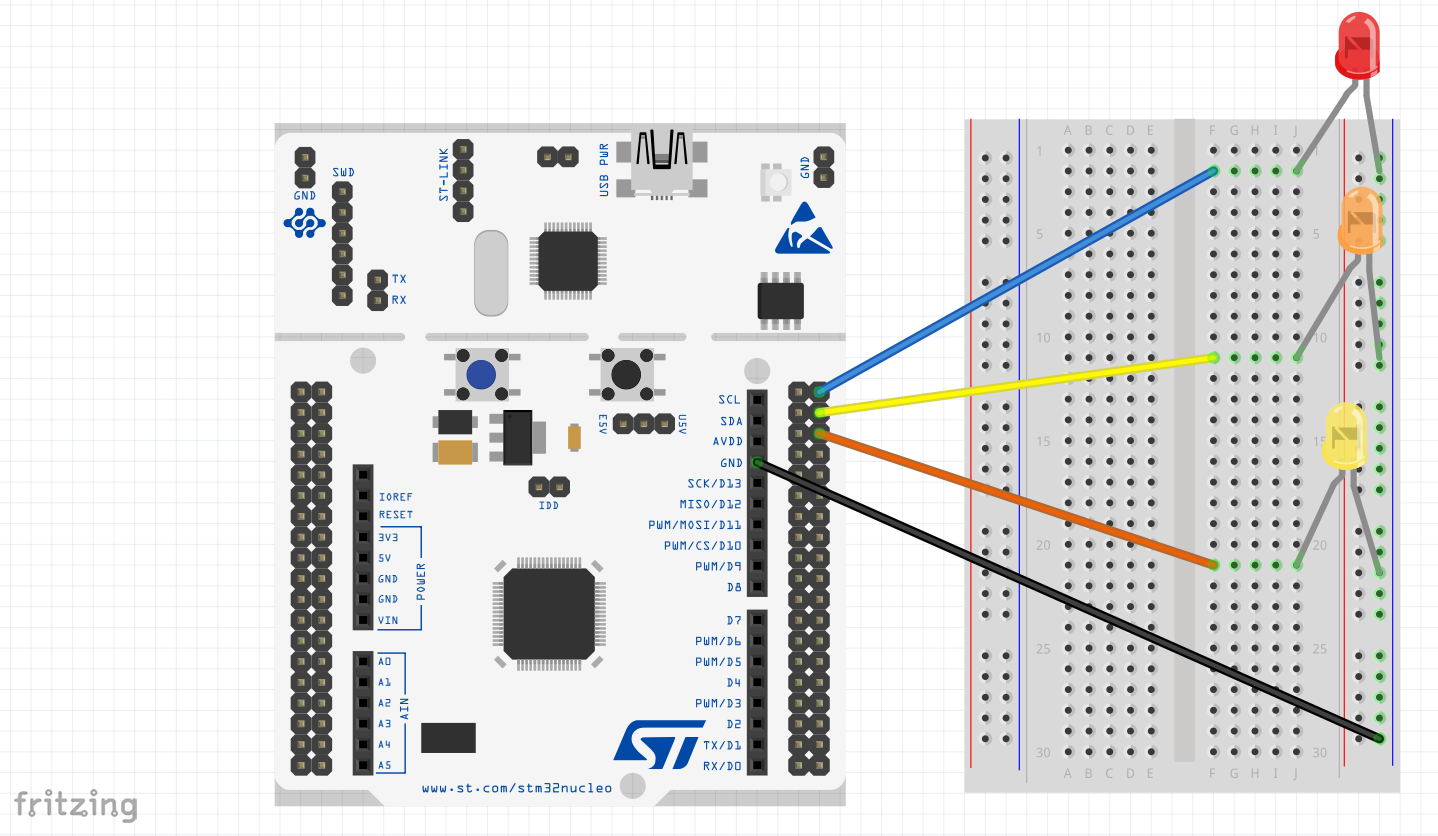 A B C D E F G H I J
1 1
5 5
10 10
15 15
20 20
25 25
30 30
A B C D E F G H I J
SWD
GND
TX
RX
ST-LINK
USB PWR
GND
E5V
U5V
IDD
IOREF
RESET
3V3
5V
GND
GND
VIN
POWER
A0
A1
A2
A3
A4
A5
AIN
SCL
SDA
AVDD
GND
SCK/D13
MISO/D12
PWM/MOSI/D11
PWM/CS/D10
PWM/D9
D8
D7
PWM/D6
PWM/D5
D4
PWM/D3
D2
TX/D1
RX/D0
ST
www.st.com/stm32nucleo
fritzing